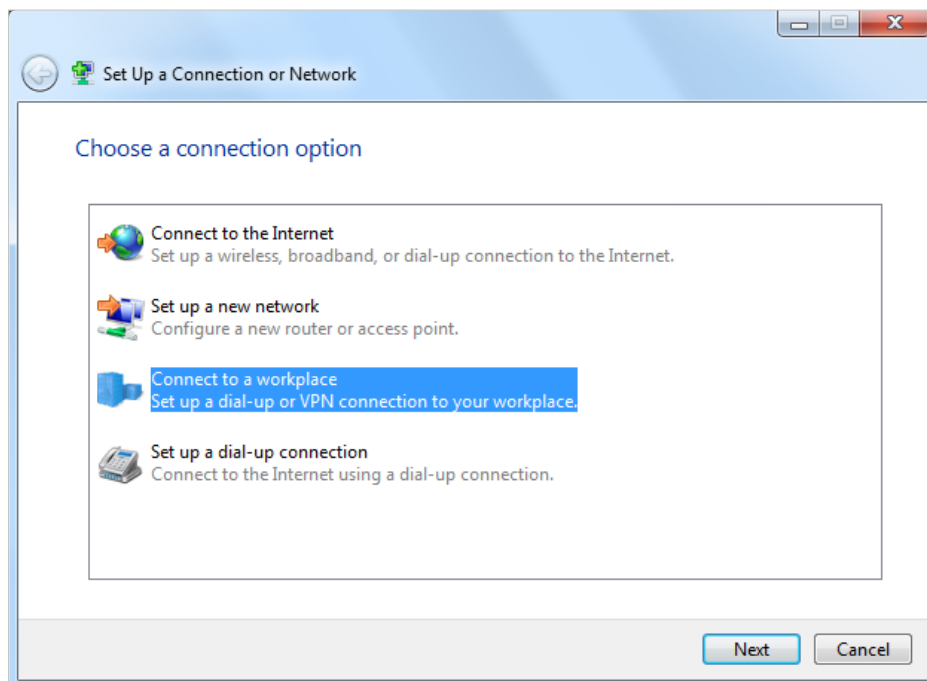 Set Up a Connection or Network
Choose a connection option
Connect to the Internet
Set up a wireless, broadband, or dial-up connection to the Internet.
Set up a new network
Configure a new router or access point.
Connect to a workplace
Set up a dial-up or VPN connection to your workplace.
Set up a dial-up connection
Connect to the Internet using a dial-up connection.
Next
Cancel